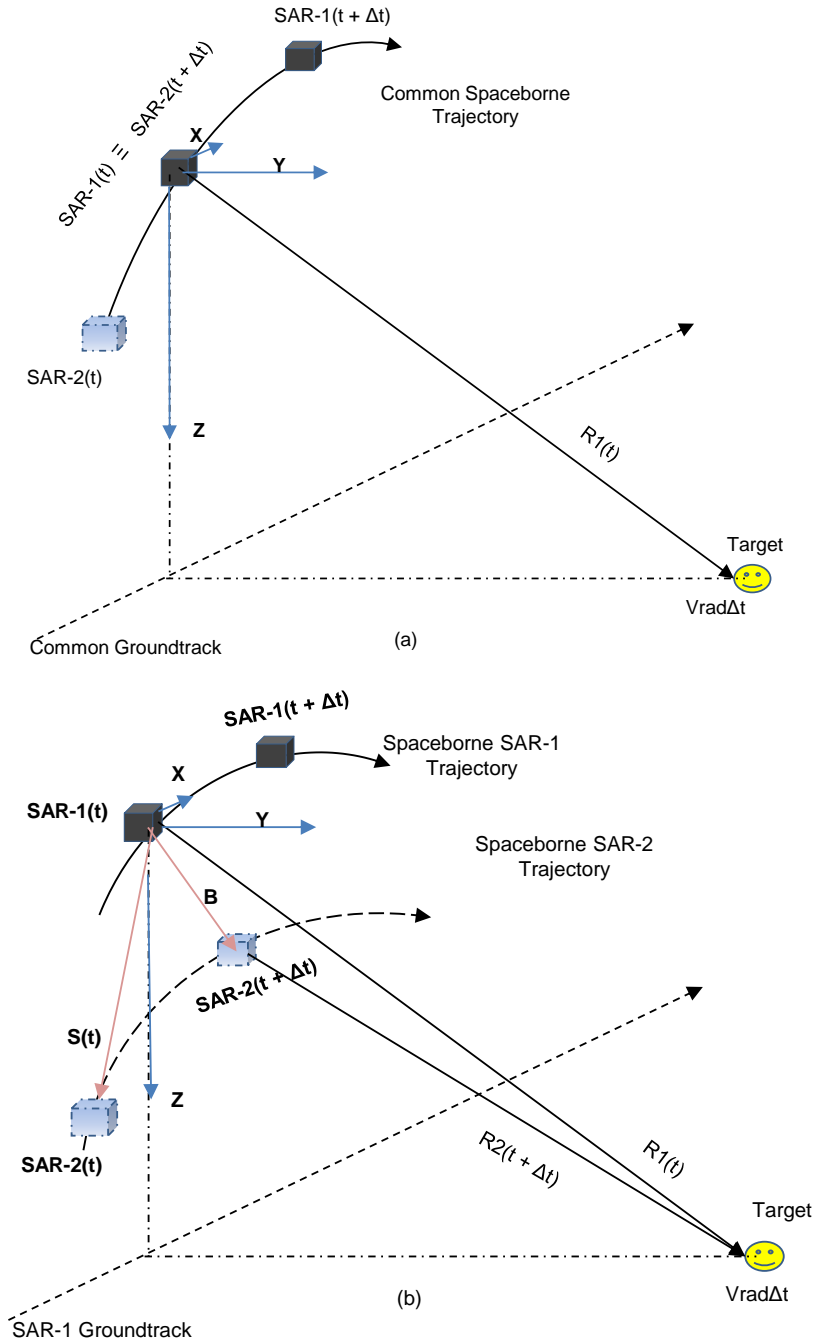 SAR-1(t + Δt)
SAR-1(t) Ξ SAR-2(t + Δt)
Common Spaceborne
Trajectory
X
Y
SAR-2(t)
Z
R1(t)
Target
VradΔt
Common Groundtrack
(a)
SAR-1(t + Δt)
Spaceborne SAR-1
Trajectory
X
SAR-1(t)
Y
Spaceborne SAR-2
Trajectory
B
SAR-2(t + Δt)
S(t)
Z
SAR-2(t)
R2(t + Δt)
R1(t)
Target
VradΔt
(b)
SAR-1 Groundtrack